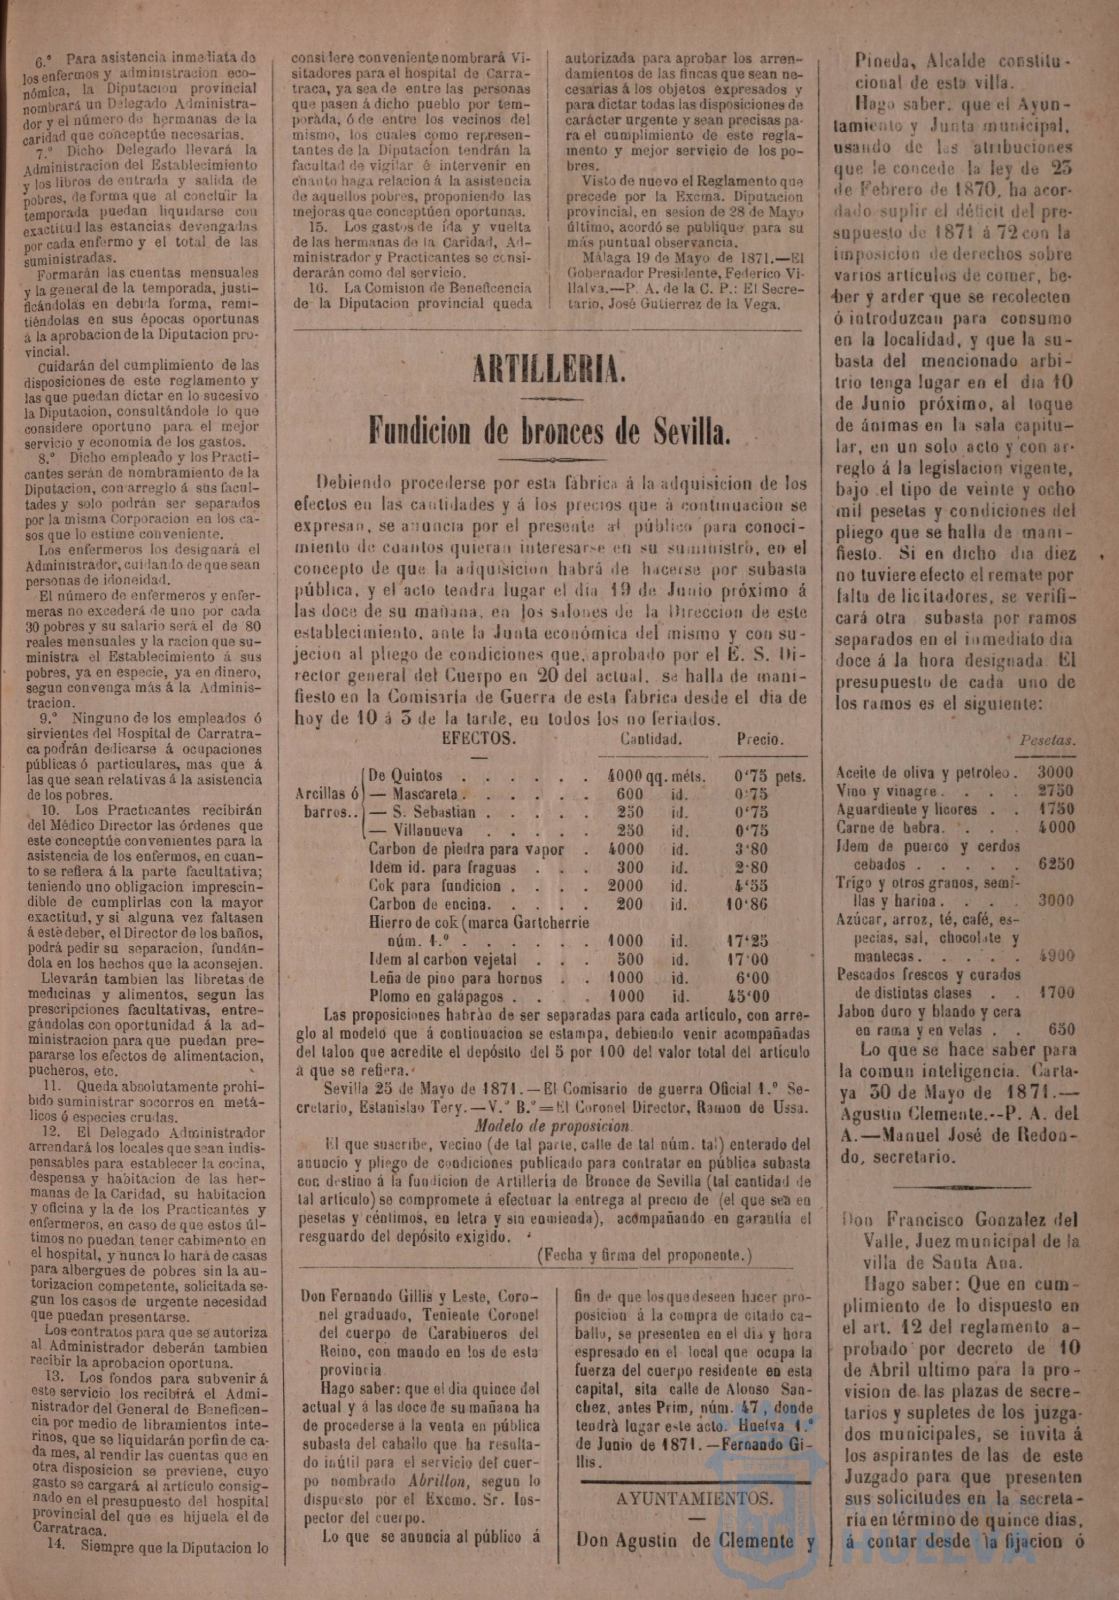 6.º Para asistencia inmediata de
los enfermos y administracion eco-
nómica, la Diputacion provincial
nombrará un Delegado Administra-
dor y el número de hermanas de la
caridad que conceptúe necesarias.
7.º Dicho Delegado llevará la
Administracion del Establecimiento
y los libros de entrada y salida de
pobres, de forma que al concluir la
temporada puedan liquidarse con
exactitud las estancias devengadas
por cada enfermo y el total de las
suministradas.
Formarán las cuentas mensuales
y la general de la temporada, justi-
ficándolas en debida forma, remi-
tiéndolas en sus épocas oportunas
á la aprobacion de la Diputacion pro-
vincial.
Cuidarán del cumplimiento de las
disposiciones de este reglamento y
las que puedan dictar en lo sucesivo
la Diputacion, consultándole lo que
considere oportuno para el mejor
servicio y economia de los gastos.
8.º Dicho empleado y los Practi-
cantes serán de nombramiento de la
Diputacion, con arreglo á sus facul-
tades y solo podrán ser separados
por la misma Corporacion en los ca-
sos que lo estime conveniente.
Los enfermeros los designará el
Administrador, cuidando de que sean
personas de idoneidad.
El número de enfermeros y enfer-
meras no excederá de uno por cada
30 pobres y su salario será el de 80
reales mensuales y la racion que su-
ministra el Establecimiento á sus
pobres, ya en especie, ya en dinero,
segun convenga más á la Adminis-
tracion.
9.º Ninguno de los empleados ó
sirvientes del Hospital de Carratra-
ca podrán dedicarse á ocupaciones
públicas ó particulares, mas que á
las que sean relativas á la asistencia
de los pobres.
10. Los Practicantes recibirán
del Médico Director las órdenes que
este conceptúe convenientes para la
asistencia de los enfermos, en cuan-
to se refiera á la parte facultativa;
teniendo uno obligacion imprescin-
dible de cumplirlas con la mayor
exactitud, y si alguna vez faltasen
á este deber, el Director de los baños,
podrá pedir su separacion, fundán-
dola en los hechos que la aconsejen.
Llevarán tambien las libretas de
medicinas y alimentos, segun las
prescripciones facultativas, entre-
gándolas con oportunidad á la ad-
ministracion para que puedan pre-
pararse los efectos de alimentacion,
pucheros, etc.
11. Queda absolutamente prohi-
bido suministrar socorros en metá-
licos ó especies crudas.
12. El Delegado Administrador
arrendará los locales que sean indis-
pensables para establecer la cocina,
despensa y habitacion de las her-
manas de la Caridad, su habitacion
y oficina y la de los Practicantes y
enfermeros, en caso de que estos úl-
timos no puedan tener cabimento en
el hospital, y nunca lo hará de casas
para albergues de pobres sin la au-
torizacion competente, solicitada se-
gun los casos de urgente necesidad
que puedan presentarse.
Los contratos para que se autoriza
al Administrador deberán tambien
recibir la aprobacion oportuna.
13. Los fondos para subvenir á
este servicio los recibirá el Admi-
nistrador del General de Beneficen-
cia por medio de libramientos inte-
rinos, que se liquidarán por fin de ca-
da mes, al rendir las cuentas que en
otra disposicion se previene, cuyo
gasto se cargará al artículo consig-
nado en el presupuesto del hospital
provincial del que es hijuela el de
Carratraca.
14. Siempre que la Diputacion lo
considere conveniente nombrará Vi-
sitadores para el hospital de Carra-
traca, ya sea de entre las personas
que pasen á dicho pueblo por tem-
porada, ó de entre los vecinos del
mismo, los cuales como represen-
tantes de la Diputacion tendrán la
facultad de vigilar é intervenir en
cuanto haga relacion á la asistencia
de aquellos pobres, proponiendo las
mejoras que conceptúen oportunas.
15. Los gastos de ida y vuelta
de las hermanas de la Caridad, Ad-
ministrador y Practicantes se consi-
derarán como del servicio.
16. La Comision de Beneficencia
de la Diputacion provincial queda
autorizada para aprobar los arren-
damientos de las fincas que sean ne-
cesarias á los objetos expresados y
para dictar todas las disposiciones de
carácter urgente y sean precisas pa-
ra el cumplimiento de este regla-
mento y mejor servicio de los po-
bres.
Visto de nuevo el Reglamento que
precede por la Excma. Diputacion
provincial, en sesion de 28 de Mayo
último, acordó se publique para su
más puntual observancia.
Málaga 19 de Mayo de 1871.—El
Gobernador Presidente, Federico Vi-
llalva.—P. A. de la C. P.: El Secre-
tario, José Gutierrez de la Vega.
ARTILLERIA.
Fundicion de bronces de Sevilla.
Debiendo procederse por esta fábrica á la adquisicion de los
efectos en las cantidades y á los precios que á continuacion se
expresan, se anuncia por el presente al público para conoci-
miento de cuantos quieran interesarse en su suministro, en el
concepto de que la adquisicion habrá de hacerse por subasta
pública, y el acto tendra lugar el dia 19 de Junio próximo á
las doce de su mañana, en los salones de la Direccion de este
establecimiento, ante la Junta económica del mismo y con su-
jecion al pliego de condiciones que, aprobado por el E. S. Di-
rector general del Cuerpo en 20 del actual, se halla de mani-
fiesto en la Comisaría de Guerra de esta fabrica desde el dia de
hoy de 10 á 3 de la tarde, en todos los no feriados.
EFECTOS. Cantidad. Precio.
De Quintos . . . . . . 4000 qq. méts. 0'75 pets.
Arcillas ó — Mascareta . . . . . 600 id. 0'75
barros.. — S. Sebastian . . . . . 250 id. 0'75
— Villanueva . . . . . 250 id. 0'75
Carbon de piedra para vapor . 4000 id. 3'80
Idem id. para fraguas . . . 300 id. 2'80
Cok para fundicion . . . . 2000 id. 4'55
Carbon de encina. . . . . 200 id. 10'86
Hierro de cok (marca Gartcherrie
núm. 1.º . . . . . . 1000 id. 17'25
Idem al carbon vejetal . . . 500 id. 17'00
Leña de pino para hornos . . 1000 id. 6'00
Plomo en galápagos . . . . 1000 id. 45'00
Las proposiciones habrán de ser separadas para cada artículo, con arre-
glo al modelo que á continuacion se estampa, debiendo venir acompañadas
del talon que acredite el depósito del 5 por 100 del valor total del artículo
á que se refiera.
Sevilla 25 de Mayo de 1871.—El Comisario de guerra Oficial 1.º Se-
cretario, Estanislao Tery.—V.º B.º=El Coronel Director, Ramon de Ussa.
Modelo de proposicion.
El que suscribe, vecino (de tal parte, calle de tal núm. tal) enterado del
anuncio y pliego de condiciones publicado para contratar en pública subasta
con destino á la fundicion de Artillería de Bronce de Sevilla (tal cantidad de
tal artículo) se compromete á efectuar la entrega al precio de (el que sea en
pesetas y céntimos, en letra y sin enmienda), acompañando en garantía el
resguardo del depósito exigido.
(Fecha y firma del proponente.)
Don Fernando Gillis y Leste, Coro-
nel graduado, Teniente Coronel
del cuerpo de Carabineros del
Reino, con mando en los de esta
provincia.
Hago saber: que el dia quince del
actual y á las doce de su mañana ha
de procederse á la venta en pública
subasta del caballo que ha resulta-
do inútil para el servicio del cuer-
po nombrado Abrillon, segun lo
dispuesto por el Excmo. Sr. Ins-
pector del cuerpo.
Lo que se anuncia al público á
fin de que los que deseen hacer pro-
posicion á la compra de citado ca-
ballo, se presenten en el dia y hora
espresado en el local que ocupa la
fuerza del cuerpo residente en esta
capital, sita calle de Alonso San-
chez, antes Prim, núm. 47, donde
tendrá lugar este acto. Huelva 1.º
de Junio de 1871.—Fernando Gi-
llis.
AYUNTAMIENTOS.
Don Agustin de Clemente y
Pineda, Alcalde constitu-
cional de esta villa.
Hago saber: que el Ayun-
tamiento y Junta municipal,
usando de las atribuciones
que le concede la ley de 23
de Febrero de 1870, ha acor-
dado suplir el déficit del pre-
supuesto de 1871 á 72 con la
imposicion de derechos sobre
varios artículos de comer, be-
ber y arder que se recolecten
ó introduzcan para consumo
en la localidad, y que la su-
basta del mencionado arbi-
trio tenga lugar en el dia 10
de Junio próximo, al toque
de ánimas en la sala capitu-
lar, en un solo acto y con ar-
reglo á la legislacion vigente,
bajo el tipo de veinte y ocho
mil pesetas y condiciones del
pliego que se halla de mani-
fiesto. Si en dicho dia diez
no tuviere efecto el remate por
falta de licitadores, se verifi-
cará otra subasta por ramos
separados en el inmediato dia
doce á la hora designada. El
presupuesto de cada uno de
los ramos es el siguiente:
Pesetas.
Aceite de oliva y petróleo. 3000
Vino y vinagre. . . . 2750
Aguardiente y licores . . 1750
Carne de hebra. . . . 4000
Idem de puerco y cerdos
cebados . . . . . 6250
Trigo y otros granos, semi-
llas y harina. . . . 3000
Azúcar, arroz, té, café, es-
pecias, sal, chocolate y
mantecas. . . . . 4900
Pescados frescos y curados
de distintas clases . . 1700
Jabon duro y blando y cera
en rama y en velas . . 650
Lo que se hace saber para
la comun inteligencia. Carta-
ya 30 de Mayo de 1871.—
Agustin Clemente.--P. A. del
A.—Manuel José de Redon-
do, secretario.
Don Francisco Gonzalez del
Valle, Juez municipal de la
villa de Santa Ana.
Hago saber: Que en cum-
plimiento de lo dispuesto en
el art. 12 del reglamento a-
probado por decreto de 10
de Abril ultimo para la pro-
vision de las plazas de secre-
tarios y supletes de los juzga-
dos municipales, se invita á
los aspirantes de las de este
Juzgado para que presenten
sus solicitudes en la secreta-
ría en término de quince dias,
á contar desde la fijacion ó
HUELVA